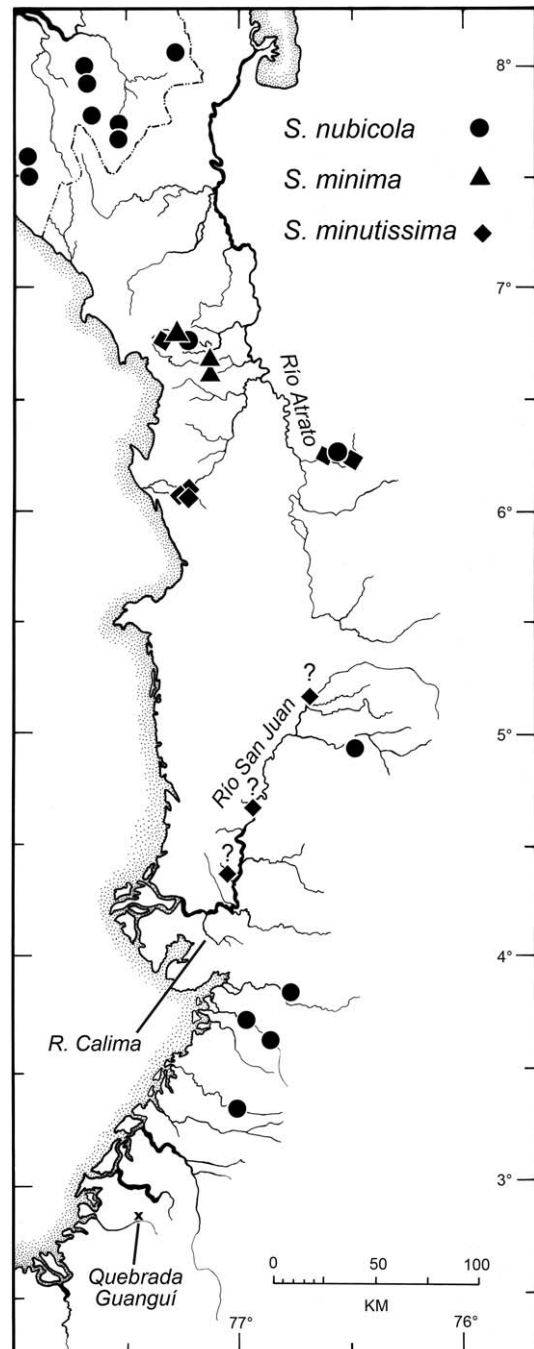 8°
S. nubicola
S. minima
S. minutissima
7°
Río Atrato
6°
?
5°
Río San Juan
?
?
4°
R. Calima
3°
x
Quebrada
Guanguí
0 50 100
KM
77° 76°